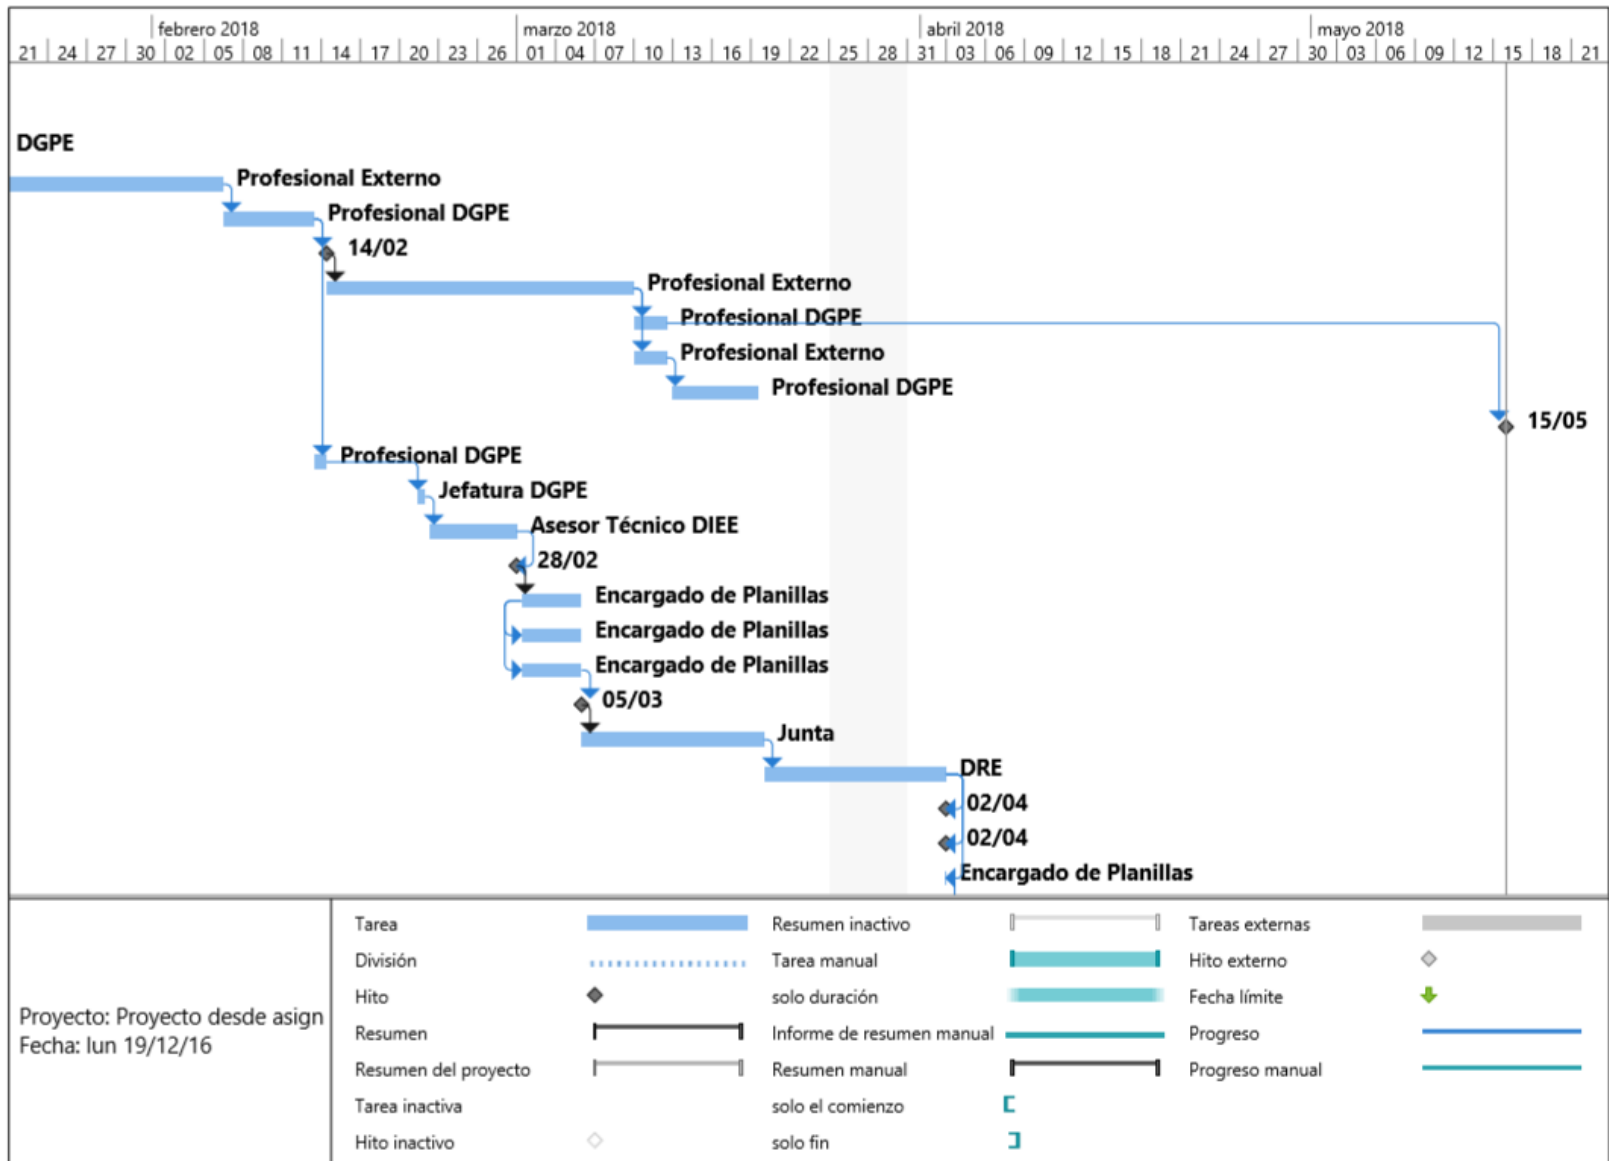 febrero 2018 marzo 2018 abril 2018 mayo 2018
21 24 27 30 02 05 08 11 14 17 20 23 26 01 04 07 10 13 16 19 22 25 28 31 03 06 09 12 15 18 21 24 27 30 03 06 09 12 15 18 21
DGPE
Profesional Externo
Profesional DGPE
14/02
Profesional Externo
Profesional DGPE
Profesional Externo
Profesional DGPE
15/05
Profesional DGPE
Jefatura DGPE
Asesor Técnico DIEE
28/02
Encargado de Planillas
Encargado de Planillas
Encargado de Planillas
05/03
Junta
DRE
02/04
02/04
Encargado de Planillas
Proyecto: Proyecto desde asign
Fecha: lun 19/12/16
Tarea
División
Hito
Resumen
Resumen del proyecto
Tarea inactiva
Hito inactivo
Resumen inactivo
Tarea manual
solo duración
Informe de resumen manual
Resumen manual
solo el comienzo
solo fin
Tareas externas
Hito externo
Fecha límite
Progreso
Progreso manual